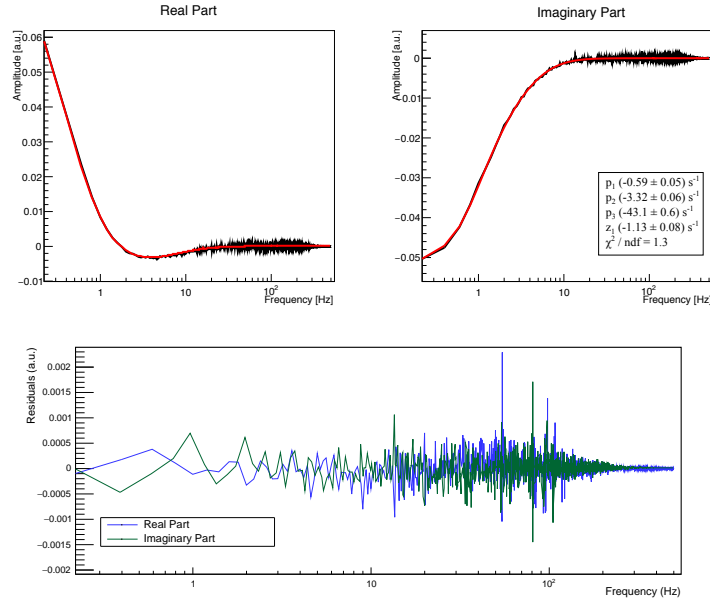 Real Part
Amplitude [a.u.]
0.06
0.05
0.04
0.03
0.02
0.01
0
−0.01
1
10
10²
Frequency [Hz]
Imaginary Part
Amplitude [a.u.]
0
−0.01
−0.02
−0.03
−0.04
−0.05
p₁ (-0.59 ± 0.05) s⁻¹
p₂ (-3.32 ± 0.06) s⁻¹
p₃ (-43.1 ± 0.6) s⁻¹
z₁ (-1.13 ± 0.08) s⁻¹
χ² / ndf = 1.3
1
10
10²
Frequency [Hz]
Residuals (a.u.)
0.002
0.0015
0.001
0.0005
0
−0.0005
−0.001
−0.0015
−0.002
Real Part
Imaginary Part
1
10
10²
Frequency (Hz)